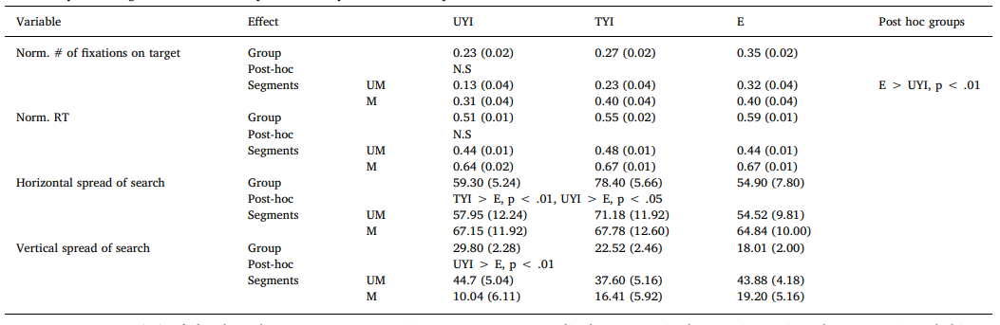 Variable Effect UYI TYI E Post hoc groups
Norm. # of fixations on target Group 0.23 (0.02) 0.27 (0.02) 0.35 (0.02)
Post-hoc N.S
Segments UM 0.13 (0.04) 0.23 (0.04) 0.32 (0.04) E > UYI, p < .01
M 0.31 (0.04) 0.40 (0.04) 0.40 (0.04)
Norm. RT Group 0.51 (0.01) 0.55 (0.02) 0.59 (0.01)
Post-hoc N.S
Segments UM 0.44 (0.01) 0.48 (0.01) 0.44 (0.01)
M 0.64 (0.02) 0.67 (0.01) 0.67 (0.01)
Horizontal spread of search Group 59.30 (5.24) 78.40 (5.66) 54.90 (7.80)
Post-hoc TYI > E, p < .01, UYI > E, p < .05
Segments UM 57.95 (12.24) 71.18 (11.92) 54.52 (9.81)
M 67.15 (11.92) 67.78 (12.60) 64.84 (10.00)
Vertical spread of search Group 29.80 (2.28) 22.52 (2.46) 18.01 (2.00)
Post-hoc UYI > E, p < .01
Segments UM 44.7 (5.04) 37.60 (5.16) 43.88 (4.18)
M 10.04 (6.11) 16.41 (5.92) 19.20 (5.16)